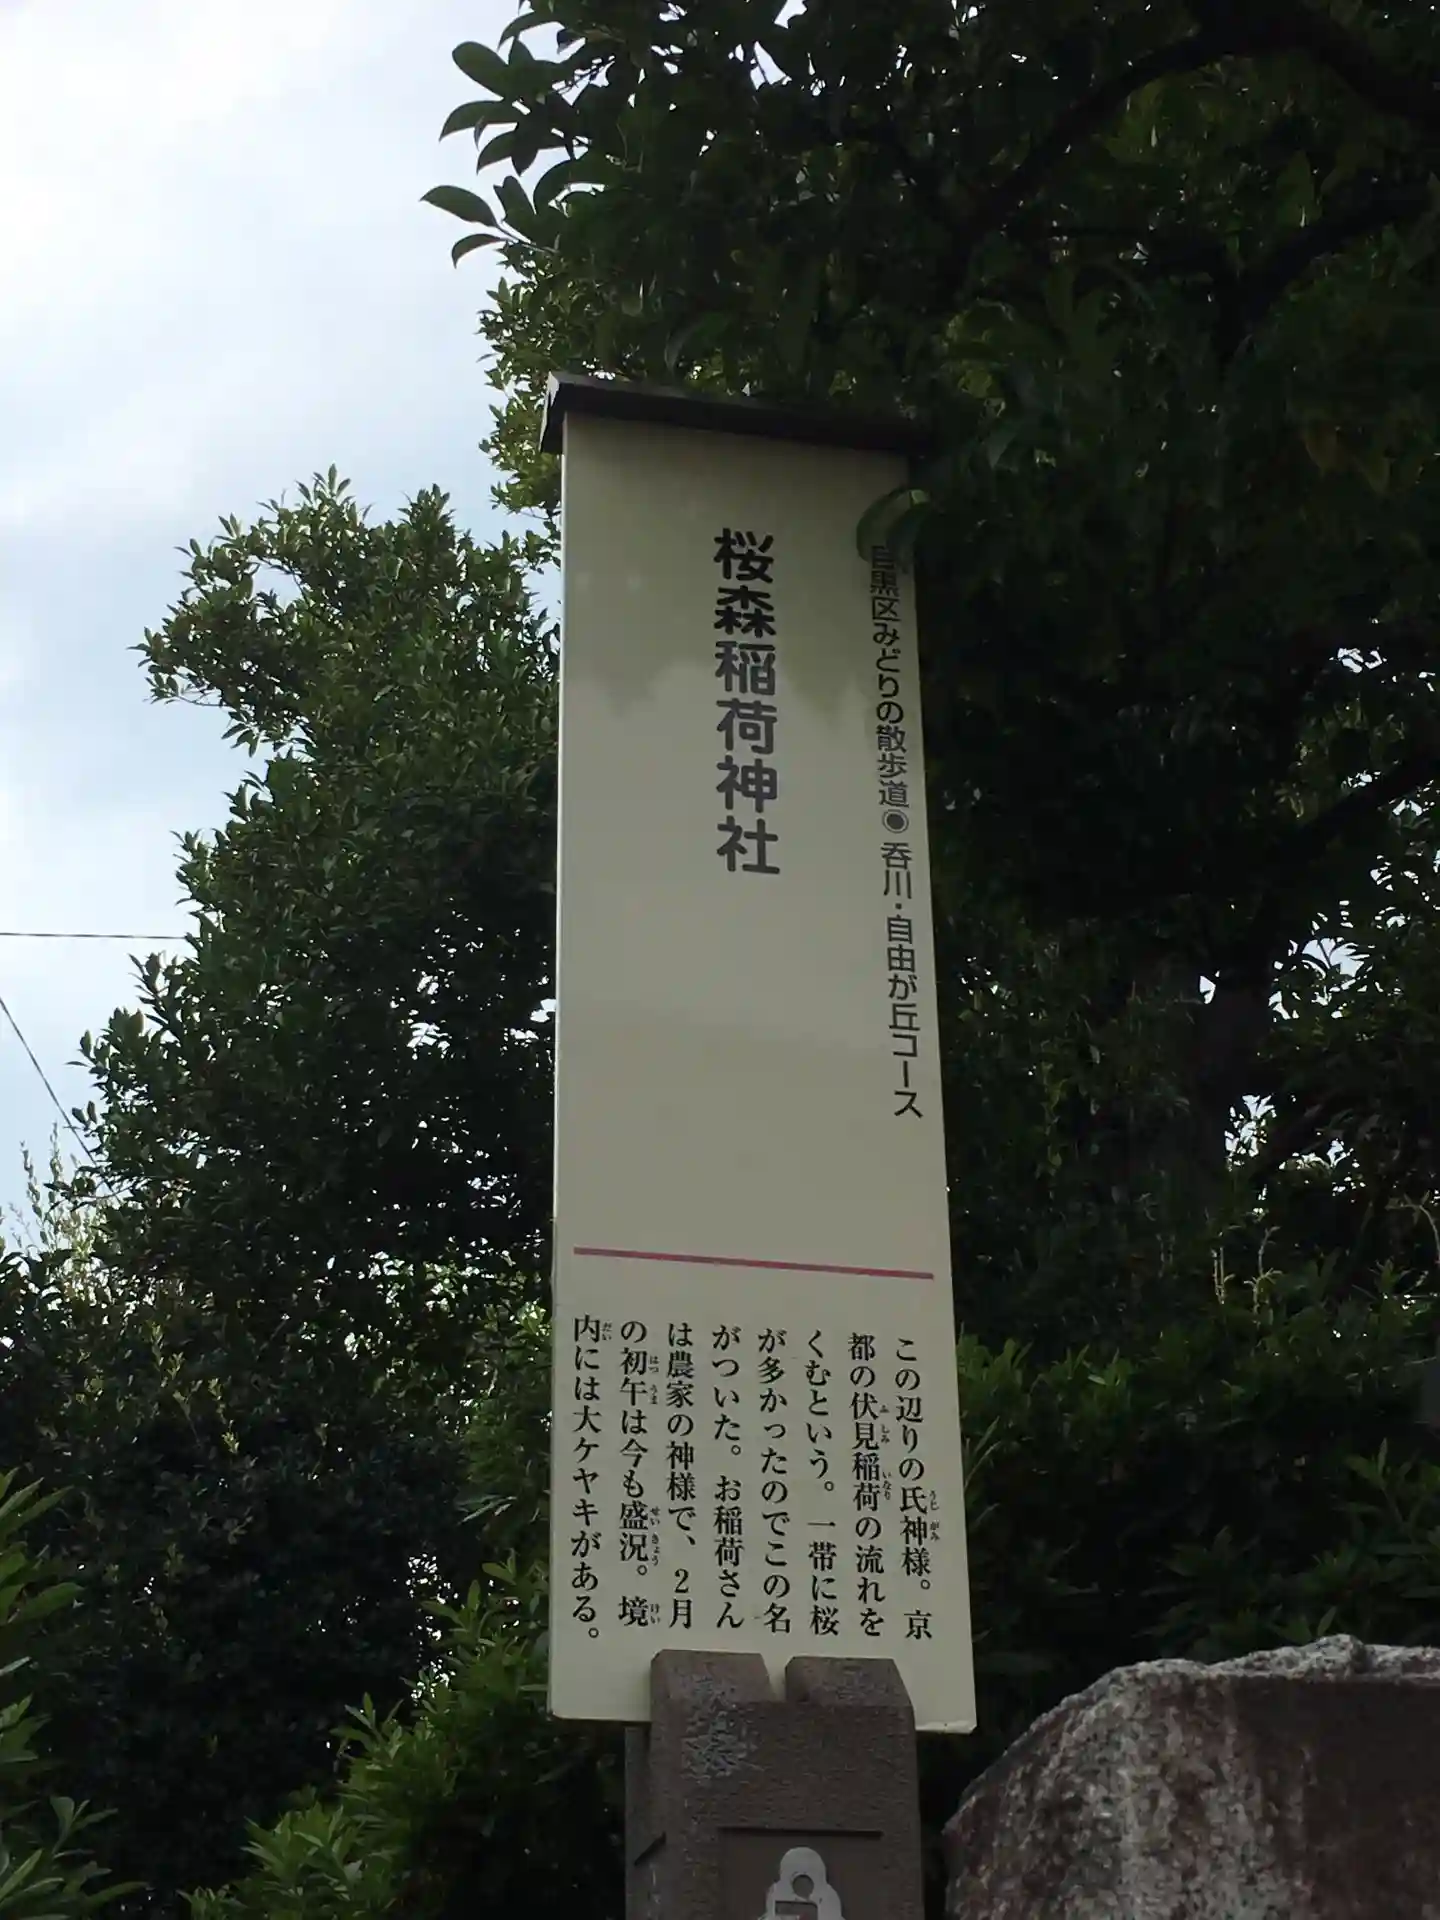 目黒区みどりの散歩道◉呑川・自由が丘コース
桜森稲荷神社
この辺りの氏神様。京
都の伏見稲荷の流れを
くむという。一帯に桜
が多かったのでこの名
がついた。お稲荷さん
は農家の神様で、2月
の初午は今も盛況。境
内には大ケヤキがある。